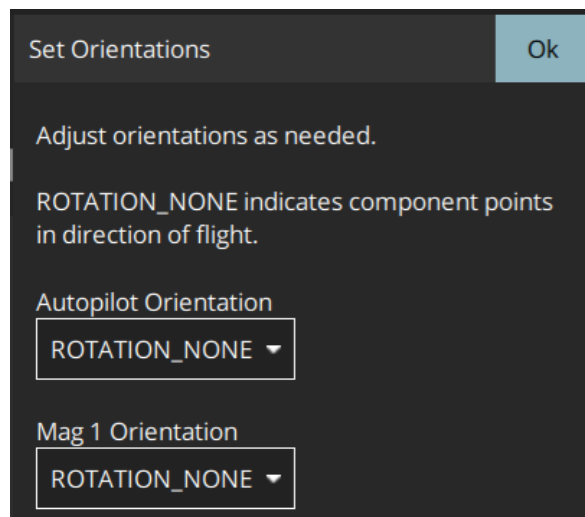 Set Orientations
Ok
Adjust orientations as needed.
ROTATION_NONE indicates component points
in direction of flight.
Autopilot Orientation
ROTATION_NONE
Mag 1 Orientation
ROTATION_NONE